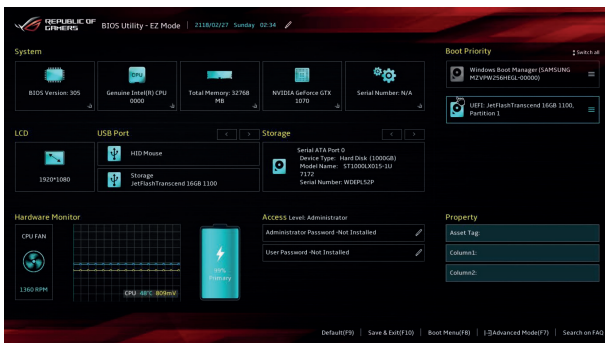 REPUBLIC OF
GAMERS
BIOS Utility - EZ Mode
2118/02/27 Sunday 02:34
System
BIOS Version: 305
CPU
Genuine Intel(R) CPU
0000
Total Memory: 32768
MB
NVIDIA GeForce GTX
1070
Serial Number: N/A
Boot Priority
Switch all
Windows Boot Manager (SAMSUNG
MZVPW256HEGL-00000)
UEFI: JetFlashTranscend 16GB 1100,
Partition 1
LCD
1920*1080
USB Port
HID Mouse
Storage
JetFlashTranscend 16GB 1100
Storage
Serial ATA Port 0
Device Type: Hard Disk (1000GB)
Model Name: ST1000LX015-1U
7172
Serial Number: WDEPLS2P
Hardware Monitor
CPU FAN
1360 RPM
CPU 48°C 809mV
99%
Primary
Access Level: Administrator
Administrator Password -Not Installed
User Password -Not Installed
Property
Asset Tag:
Column1:
Column2:
Default(F9)
Save & Exit(F10)
Boot Menu(F8)
Advanced Mode(F7)
Search on FAQ